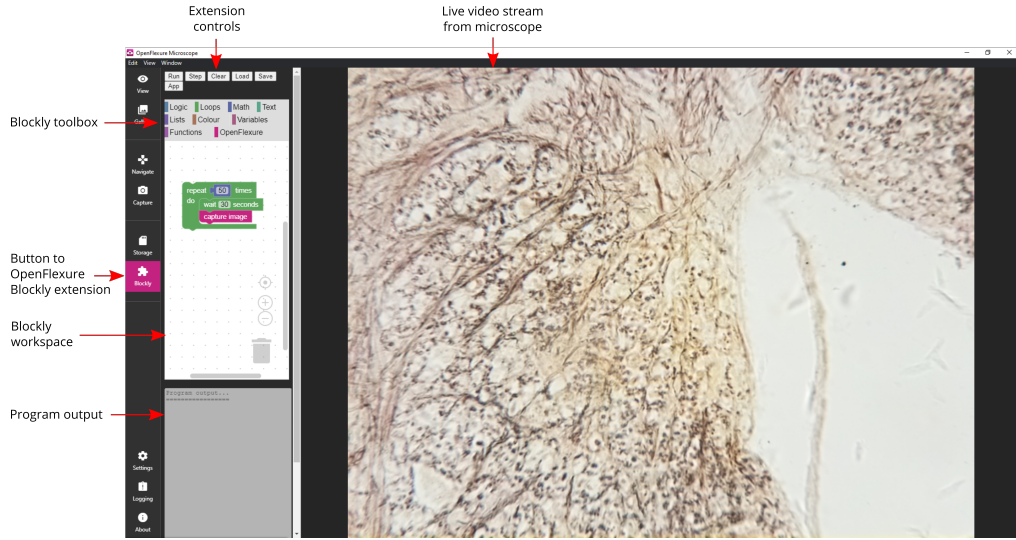 Extension
controls
Live video stream
from microscope
OpenFlexure Microscope
Edit View Window
View
Run Step Clear Load Save
App
Blockly toolbox
Logic Loops Math Text
Lists Colour Variables
Functions OpenFlexure
Navigate
Capture
repeat 50 times
do
wait 30 seconds
capture image
Storage
Button to
OpenFlexure
Blockly extension
Blockly
Blockly
workspace
Program output
Program output...
================
Settings
Logging
About